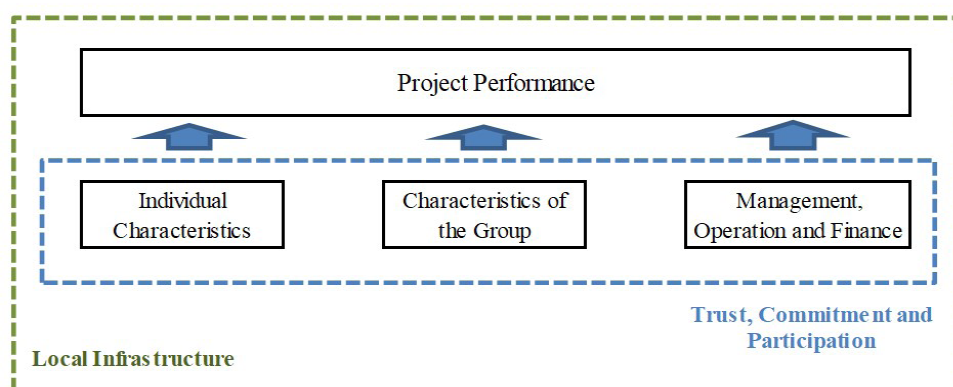 Project Performance
Individual
Characteristics
Characteristics of
the Group
Management,
Operation and Finance
Trust, Commitment and
Participation
Local Infrastructure